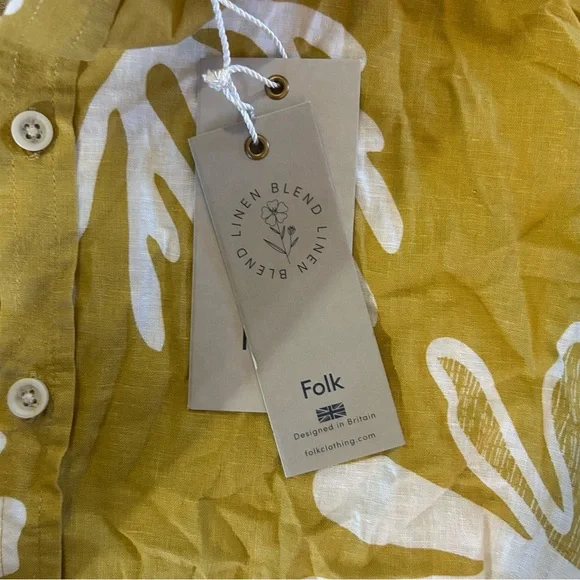 LINEN BLEND LINEN BLEND
Folk
Designed in Britain
folkclothing.com